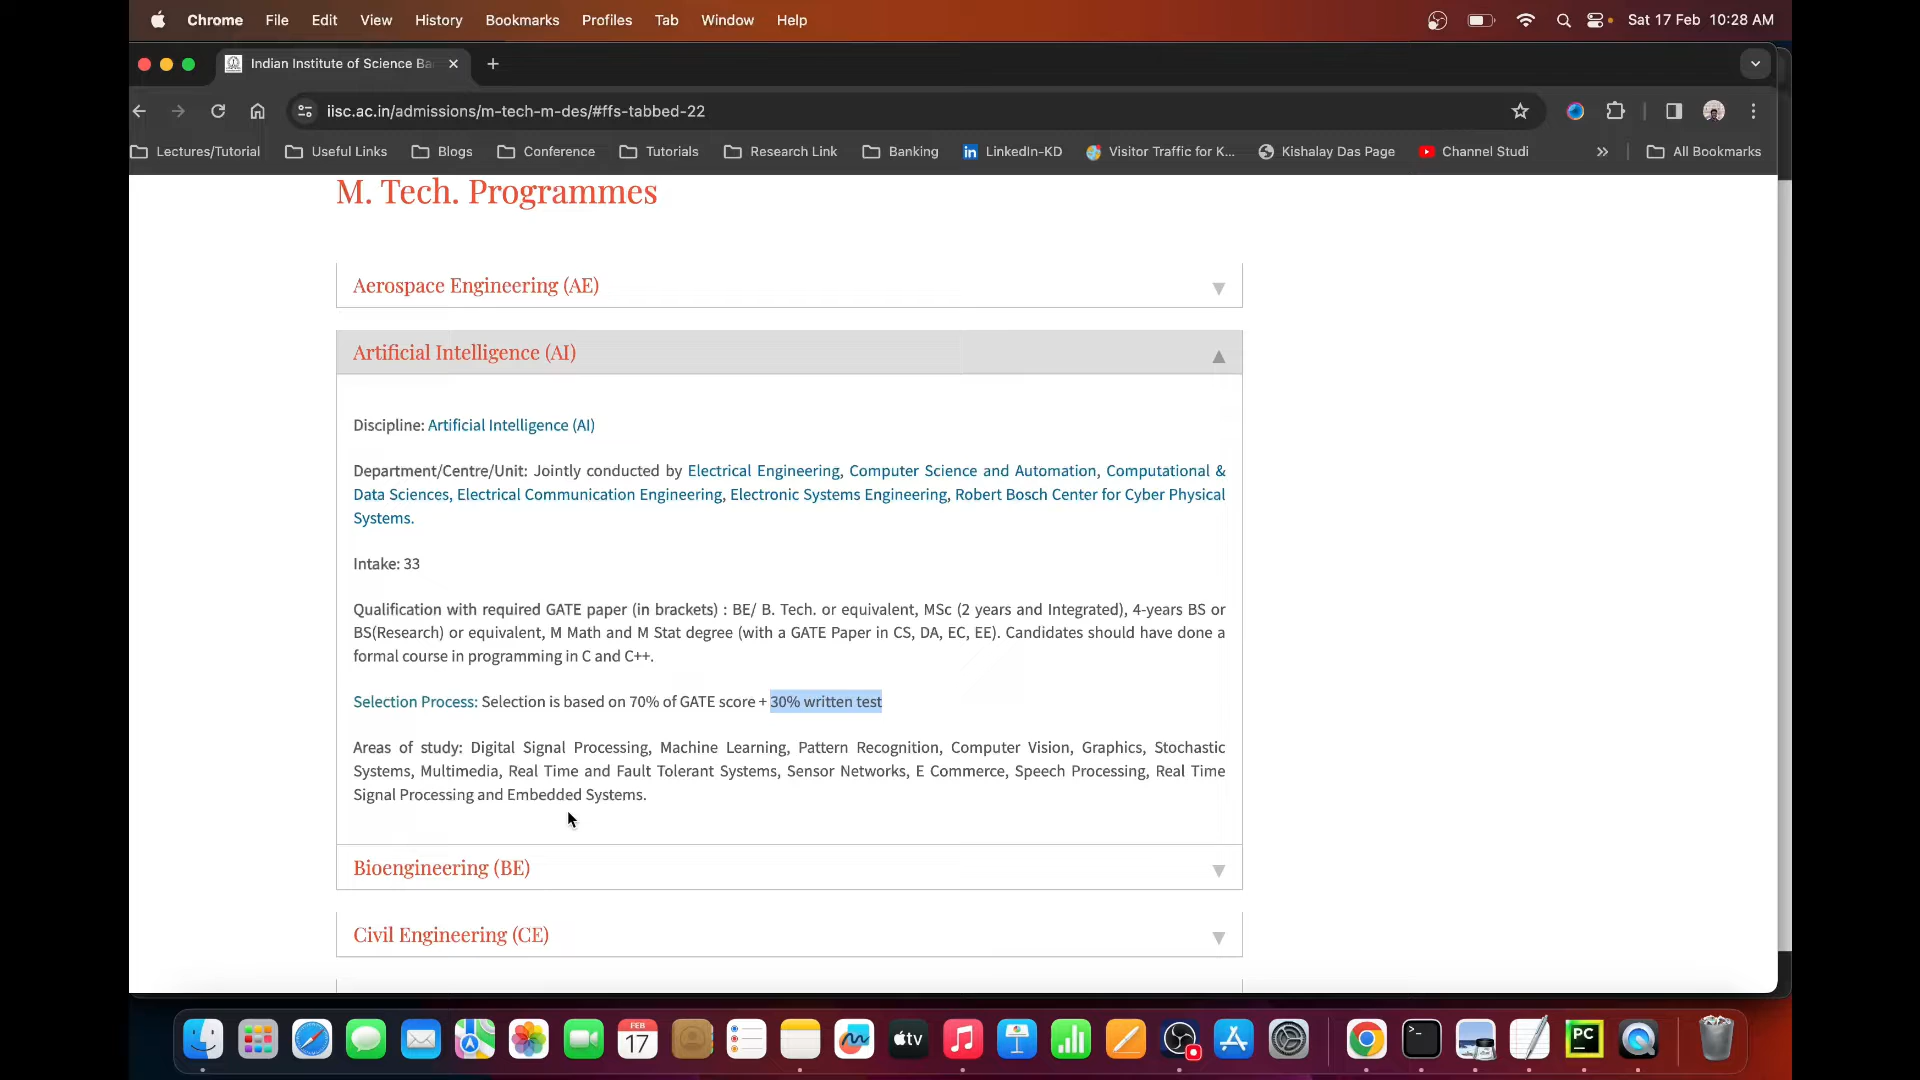 Chrome File Edit View History Bookmarks Profiles Tab Window Help Sat 17 Feb 10:28 AM
Indian Institute of Science Ba
iisc.ac.in/admissions/m-tech-m-des/#ffs-tabbed-22
Lectures/Tutorial Useful Links Blogs Conference Tutorials Research Link Banking LinkedIn-KD Visitor Traffic for K... Kishalay Das Page Channel Studi » All Bookmarks
M. Tech. Programmes
Aerospace Engineering (AE)
Artificial Intelligence (AI)
Discipline: Artificial Intelligence (AI)
Department/Centre/Unit: Jointly conducted by Electrical Engineering, Computer Science and Automation, Computational &
Data Sciences, Electrical Communication Engineering, Electronic Systems Engineering, Robert Bosch Center for Cyber Physical
Systems.
Intake: 33
Qualification with required GATE paper (in brackets) : BE/ B. Tech. or equivalent, MSc (2 years and Integrated), 4-years BS or
BS(Research) or equivalent, M Math and M Stat degree (with a GATE Paper in CS, DA, EC, EE). Candidates should have done a
formal course in programming in C and C++.
Selection Process: Selection is based on 70% of GATE score + 30% written test
Areas of study: Digital Signal Processing, Machine Learning, Pattern Recognition, Computer Vision, Graphics, Stochastic
Systems, Multimedia, Real Time and Fault Tolerant Systems, Sensor Networks, E Commerce, Speech Processing, Real Time
Signal Processing and Embedded Systems.
Bioengineering (BE)
Civil Engineering (CE)
FEB
17
tv
PC